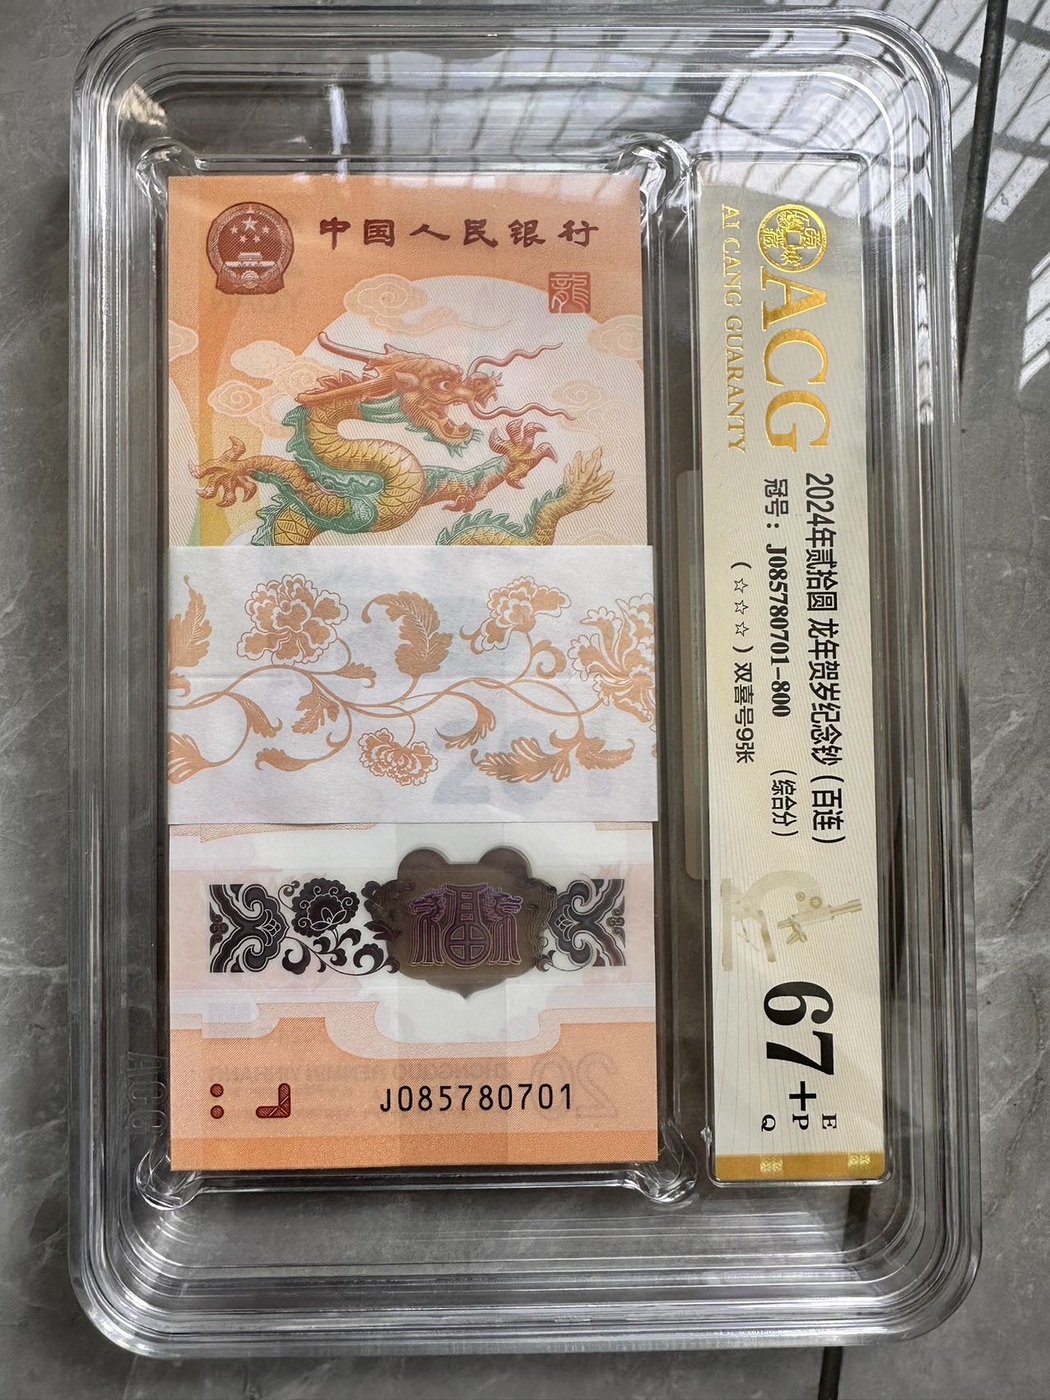 中国人民银行
龍
J085780701
ACG
AI CANG GUARANTY
2024年贰拾圆 龙年贺岁纪念钞（百连）
冠号：J085780701-800 （综合分）
（☆☆☆）双喜号9张
67+
E
P
Q
ACG